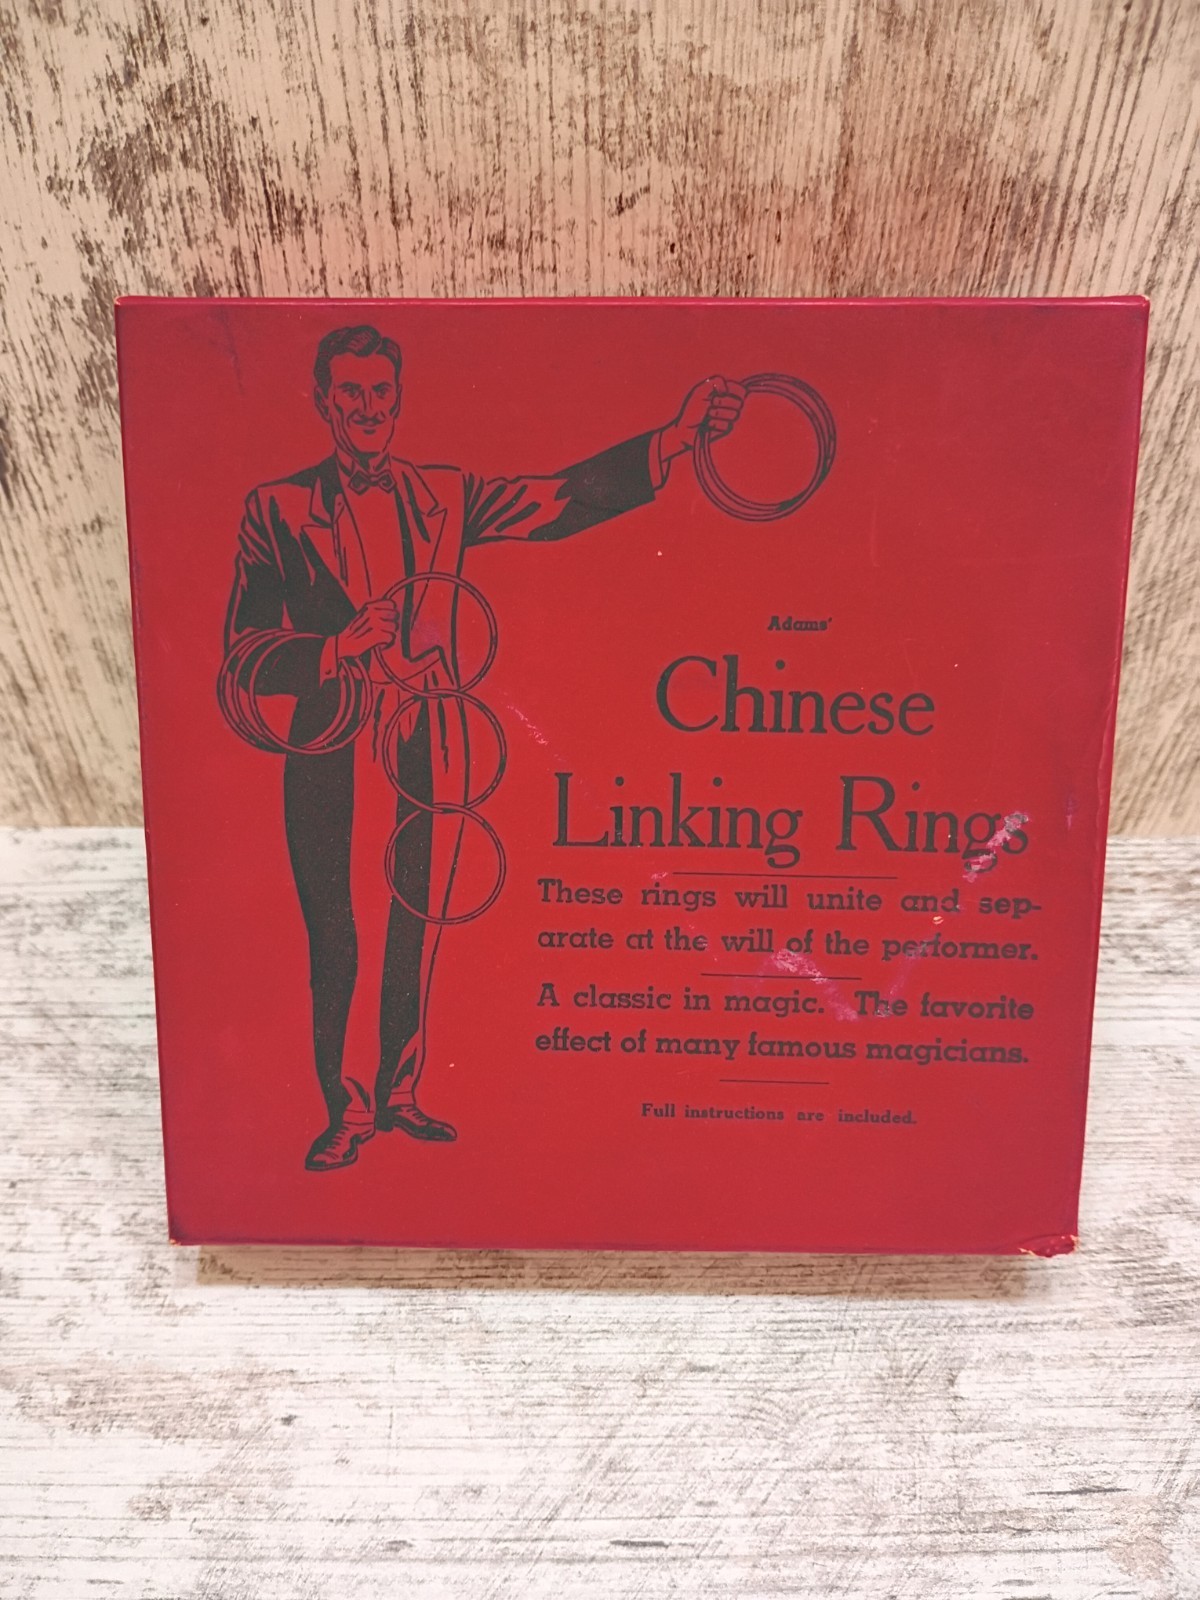 Adams'
Chinese
Linking Rings
These rings will unite and sep-
arate at the will of the performer.
A classic in magic. The favorite
effect of many famous magicians.
Full instructions are included.